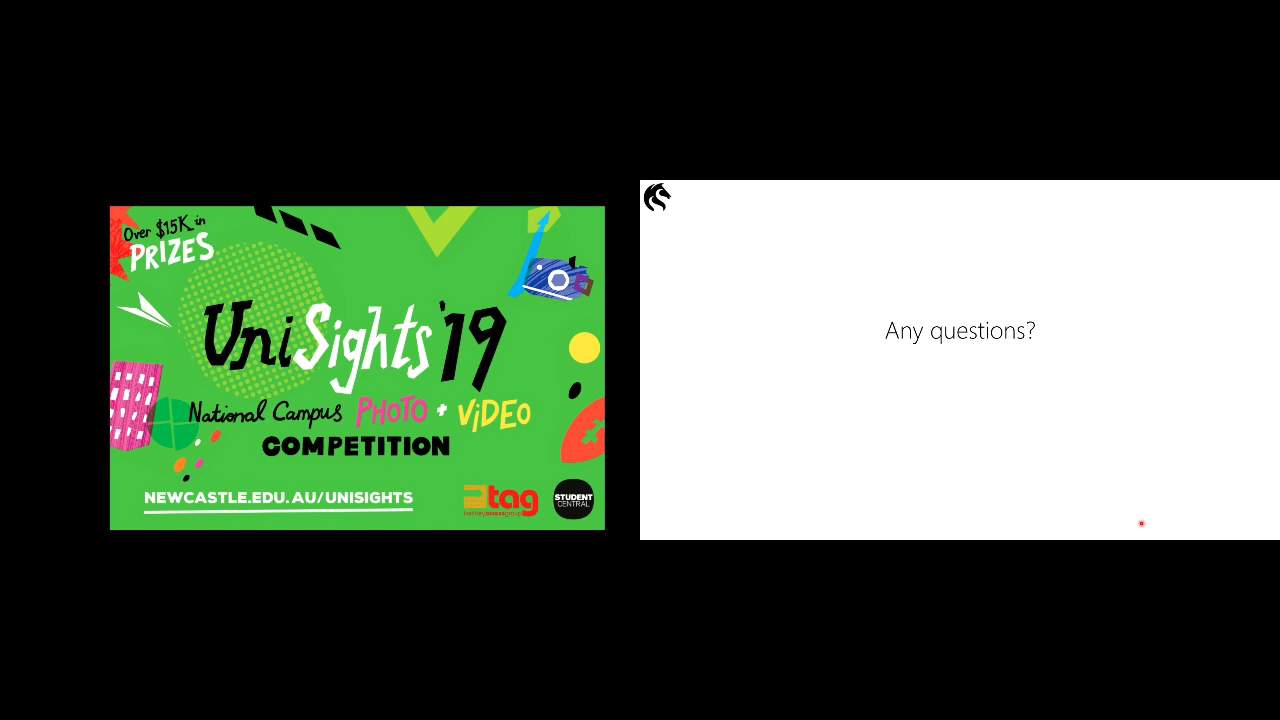 Over $15K in
PRIZES
UniSights '19
National Campus PHOTO + ViDEO
COMPETITION
NEWCASTLE.EDU.AU/UNISIGHTS
tag
tertiaryaccessgroup
STUDENT
CENTRAL
Any questions?